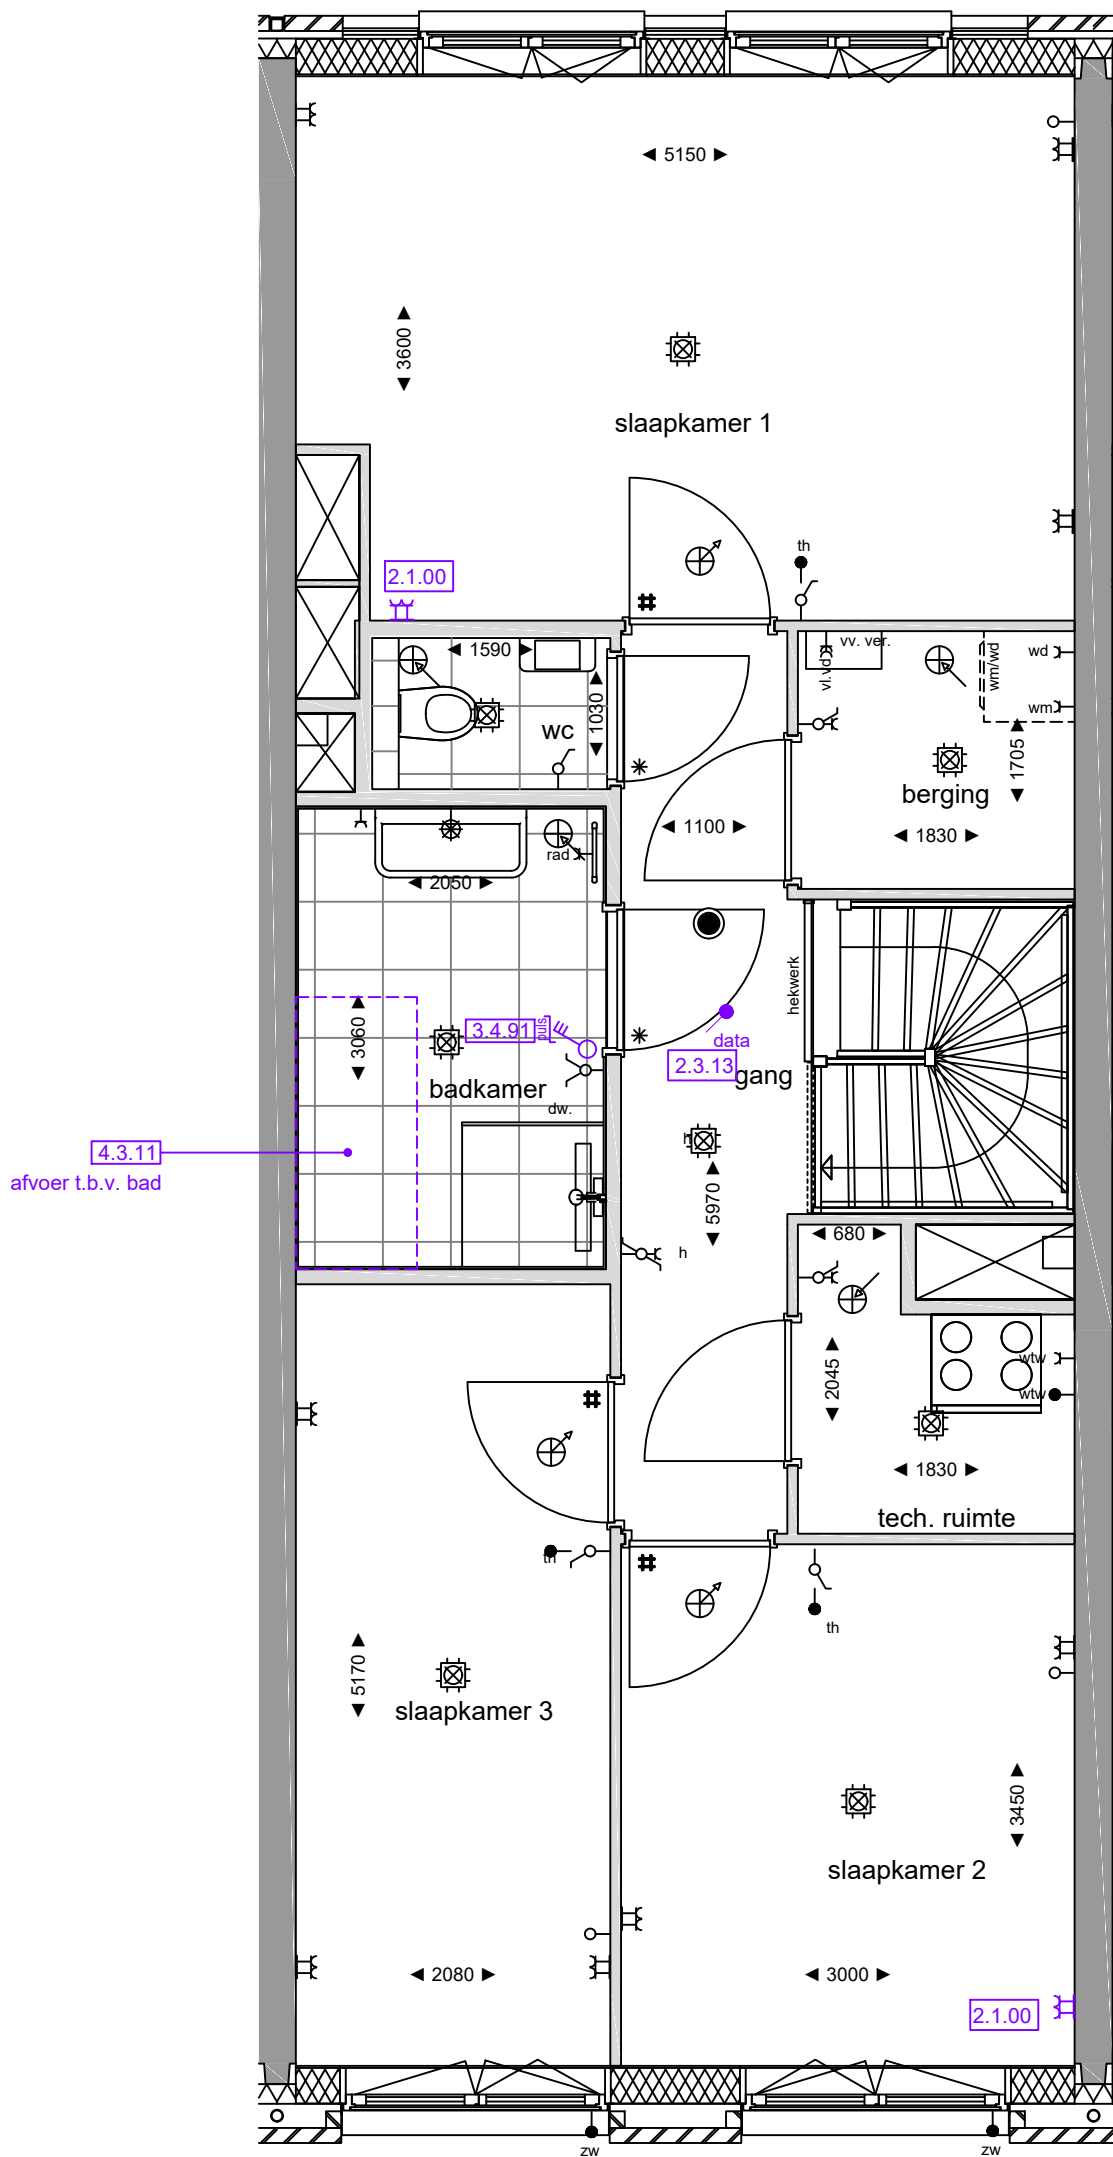 5150
3600
slaapkamer 1
th
2.1.00
1590
1030
wc
vv. ver.
vl.vd
wm/wd
wd
wm
1705
berging
1830
1100
rad
2050
hekwerk
3060
3.4.91
puls.
data
2.3.13
gang
badkamer
dw.
4.3.11
afvoer t.b.v. bad
h
5970
h
680
2045
wtw
wtw
1830
tech. ruimte
th
th
5170
slaapkamer 3
3450
slaapkamer 2
2080
3000
2.1.00
zw
zw